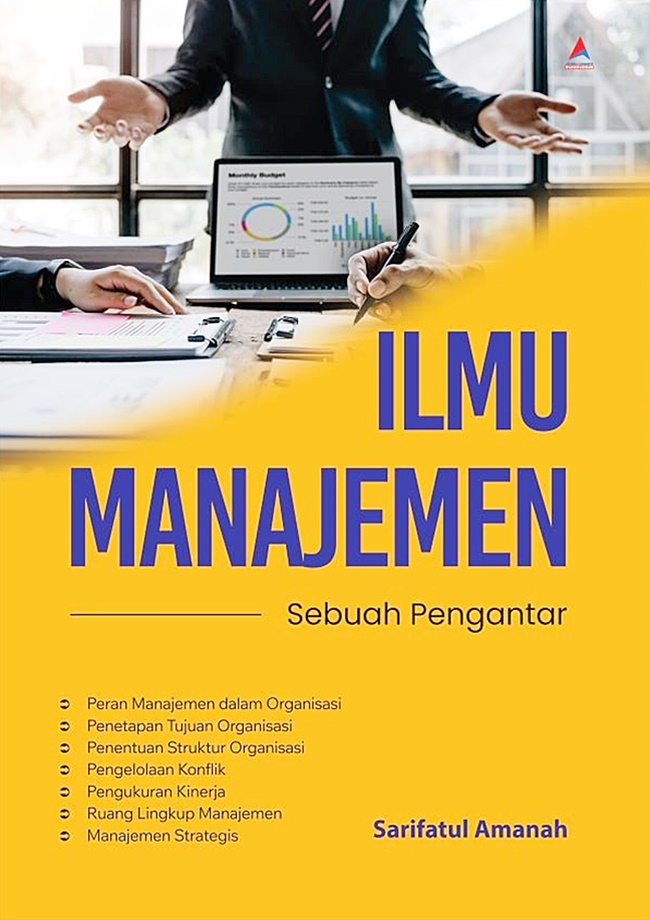 Monthly Budget
ILMU
MANAJEMEN
Sebuah Pengantar
Peran Manajemen dalam Organisasi
Penetapan Tujuan Organisasi
Penentuan Struktur Organisasi
Pengelolaan Konflik
Pengukuran Kinerja
Ruang Lingkup Manajemen
Manajemen Strategis
Sarifatul Amanah